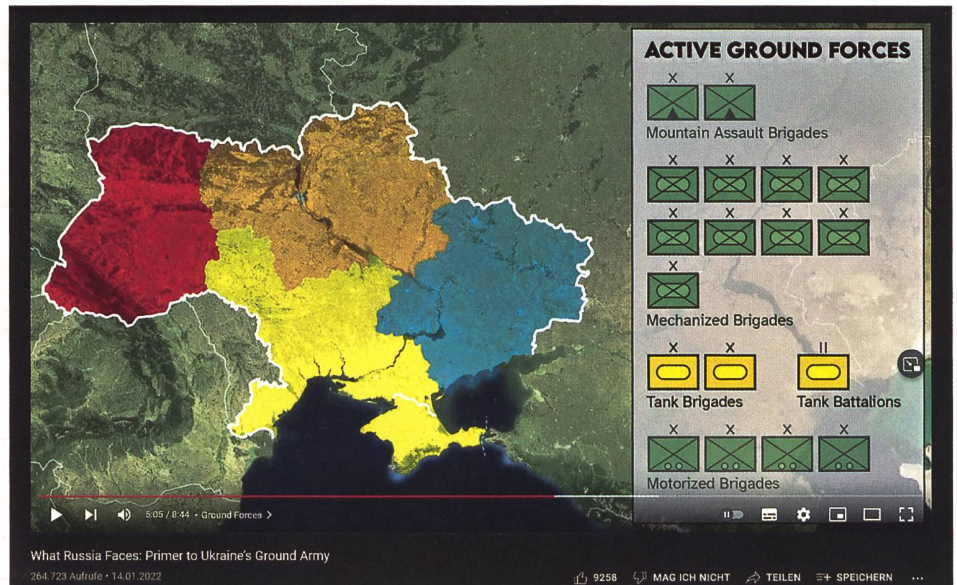 ACTIVE GROUND FORCES
X X
Mountain Assault Brigades
X X X X
X X X X
X
Mechanized Brigades
X X II
Tank Brigades Tank Battalions
X X X X
Motorized Brigades
5:05 / 8:44 • Ground Forces >
What Russia Faces: Primer to Ukraine's Ground Army
264.723 Aufrufe • 14.01.2022
9258 MAG ICH NICHT TEILEN SPEICHERN ...